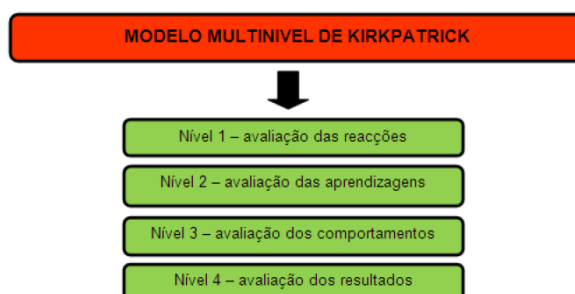 MODELO MULTINIVEL DE KIRKPATRICK
Nível 1 – avaliação das reacções
Nível 2 – avaliação das aprendizagens
Nível 3 – avaliação dos comportamentos
Nível 4 – avaliação dos resultados